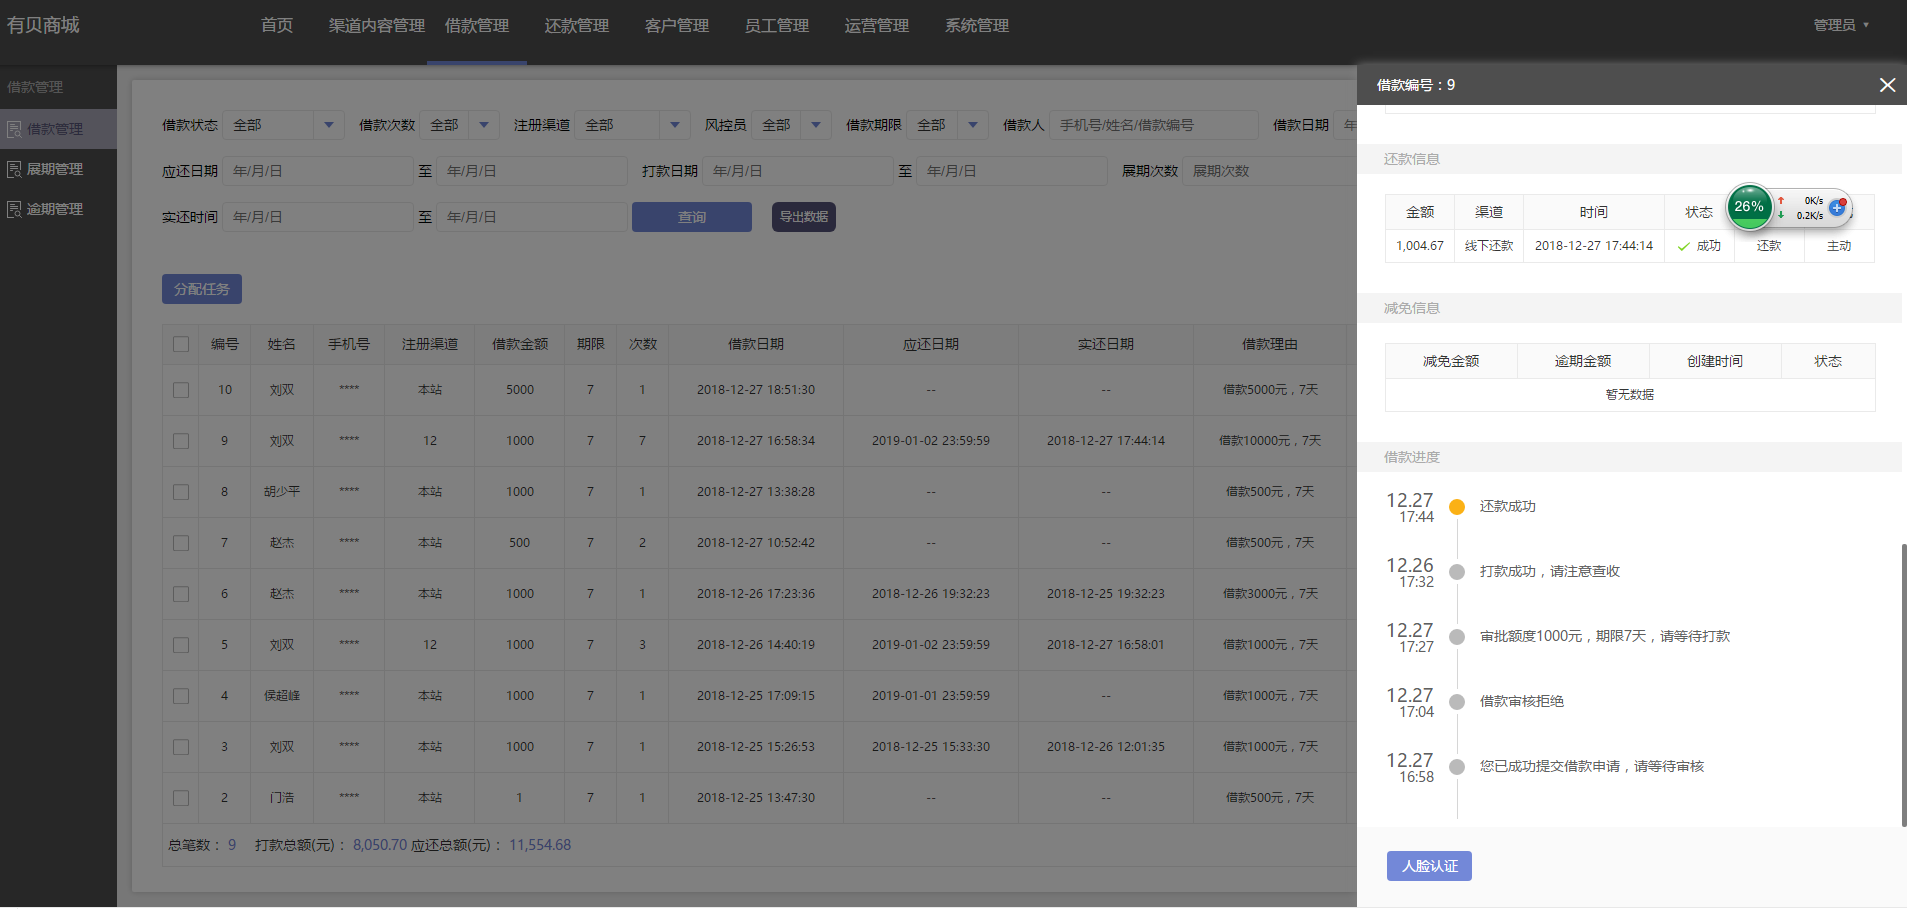 有贝商城 首页 渠道内容管理 借款管理 还款管理 客户管理 员工管理 运营管理 系统管理 管理员
借款管理
借款管理
展期管理
逾期管理
借款状态 全部 借款次数 全部 注册渠道 全部 风控员 全部 借款期限 全部 借款人 手机号/姓名/借款编号 借款日期 年
应还日期 年/月/日 至 年/月/日 打款日期 年/月/日 至 年/月/日 展期次数 展期次数
实还时间 年/月/日 至 年/月/日 查询 导出数据
分配任务
编号 姓名 手机号 注册渠道 借款金额 期限 次数 借款日期 应还日期 实还日期 借款理由
10 刘双 **** 本站 5000 7 1 2018-12-27 18:51:30 -- -- 借款5000元，7天
9 刘双 **** 12 1000 7 7 2018-12-27 16:58:34 2019-01-02 23:59:59 2018-12-27 17:44:14 借款10000元，7天
8 胡少平 **** 本站 1000 7 1 2018-12-27 13:38:28 -- -- 借款500元，7天
7 赵杰 **** 本站 500 7 2 2018-12-27 10:52:42 -- -- 借款500元，7天
6 赵杰 **** 本站 1000 7 1 2018-12-26 17:23:36 2018-12-26 19:32:23 2018-12-25 19:32:23 借款3000元，7天
5 刘双 **** 12 1000 7 3 2018-12-26 14:40:19 2019-01-02 23:59:59 2018-12-27 16:58:01 借款1000元，7天
4 侯超峰 **** 本站 1000 7 1 2018-12-25 17:09:15 2019-01-01 23:59:59 -- 借款1000元，7天
3 刘双 **** 本站 1000 7 1 2018-12-25 15:26:53 2018-12-25 15:33:30 2018-12-26 12:01:35 借款1000元，7天
2 门浩 **** 本站 1 7 1 2018-12-25 13:47:30 -- -- 借款500元，7天
总笔数： 9 打款总额(元)： 8,050.70 应还总额(元)： 11,554.68
借款编号：9
还款信息
金额 渠道 时间 状态
1,004.67 线下还款 2018-12-27 17:44:14 成功 还款 主动
26% 0K/s
0.2K/s
减免信息
减免金额 逾期金额 创建时间 状态
暂无数据
借款进度
12.27
17:44 还款成功
12.26
17:32 打款成功，请注意查收
12.27
17:27 审批额度1000元，期限7天，请等待打款
12.27
17:04 借款审核拒绝
12.27
16:58 您已成功提交借款申请，请等待审核
人脸认证